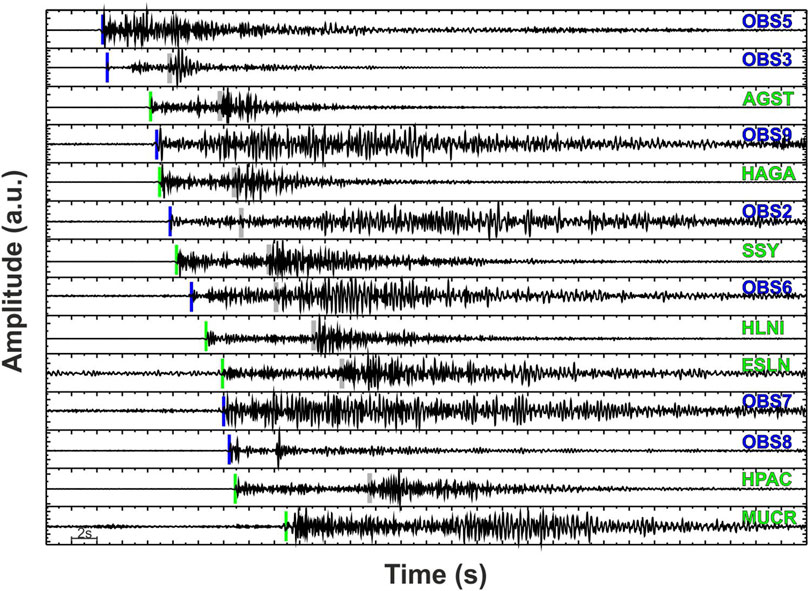 OBS5
OBS3
AGST
OBS9
HAGA
OBS2
SSY
OBS6
HLNI
ESLN
OBS7
OBS8
HPAC
MUCR
2s
Amplitude (a.u.)
Time (s)